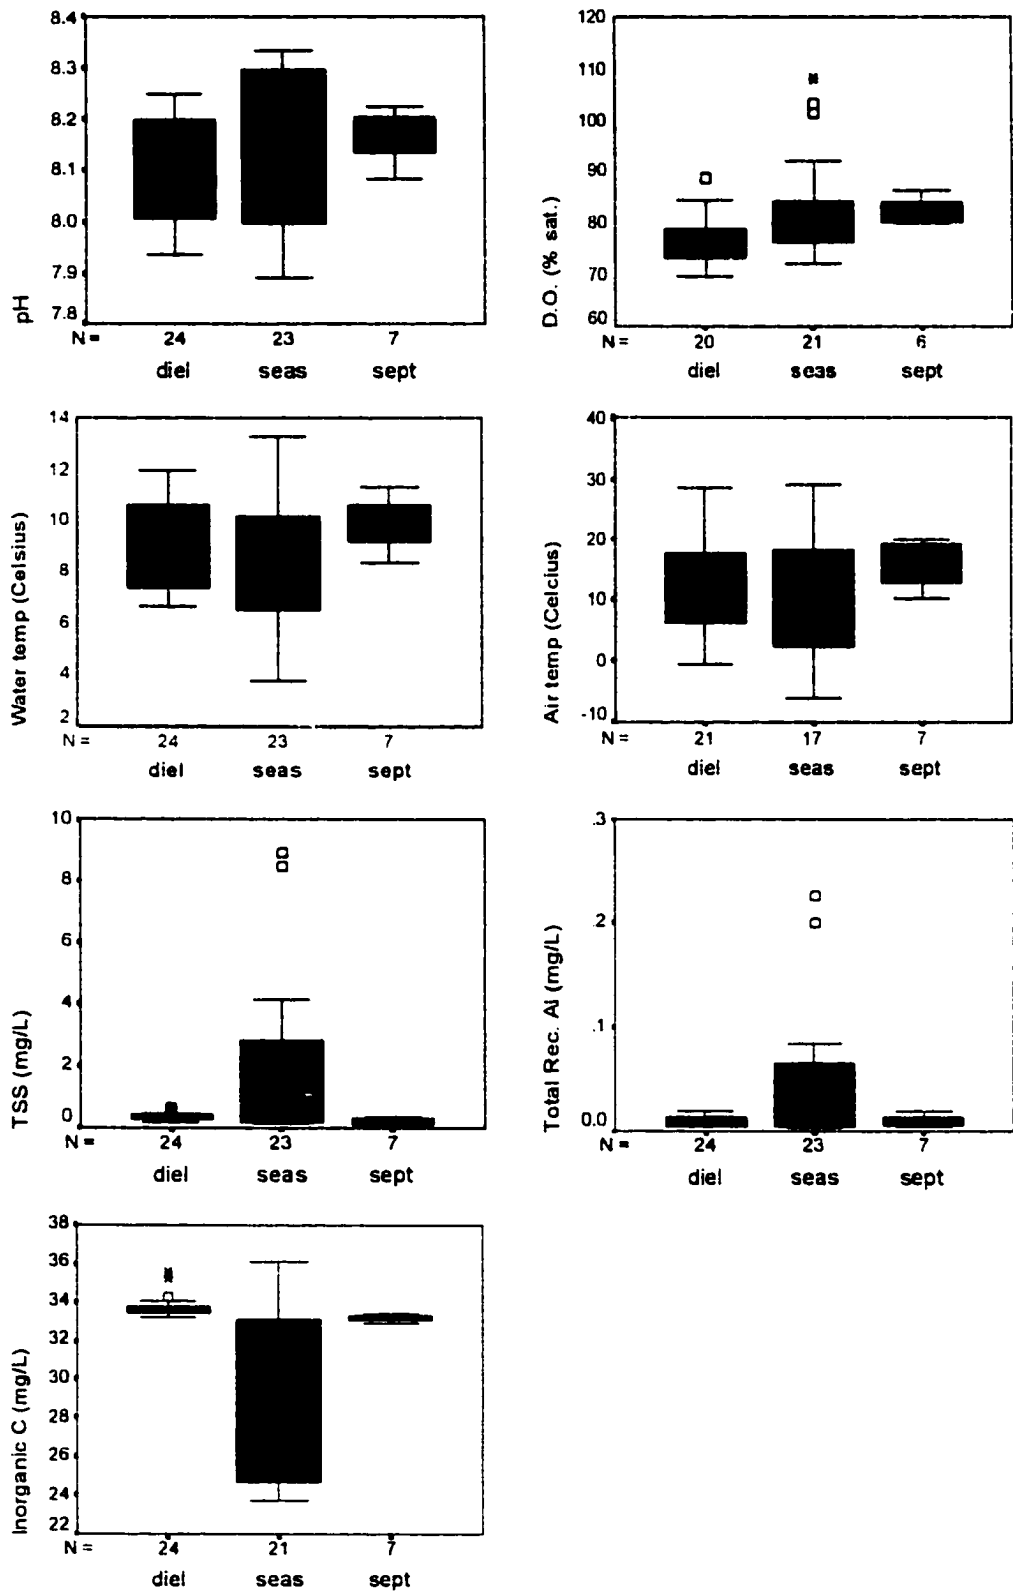 8.4
8.3
8.2
8.1
8.0
7.9
7.8
pH
N = 24 23 7
diel seas sept
120
110
100
90
80
70
60
D.O. (% sat.)
N = 20 21 6
diel seas sept
14
12
10
8
6
4
2
Water temp (Celsius)
N = 24 23 7
diel seas sept
40
30
20
10
0
-10
Air temp (Celcius)
N = 21 17 7
diel seas sept
10
8
6
4
2
0
TSS (mg/L)
N = 24 23 7
diel seas sept
.3
.2
.1
0.0
Total Rec. Al (mg/L)
N = 24 23 7
diel seas sept
38
36
34
32
30
28
26
24
22
Inorganic C (mg/L)
N = 24 21 7
diel seas sept